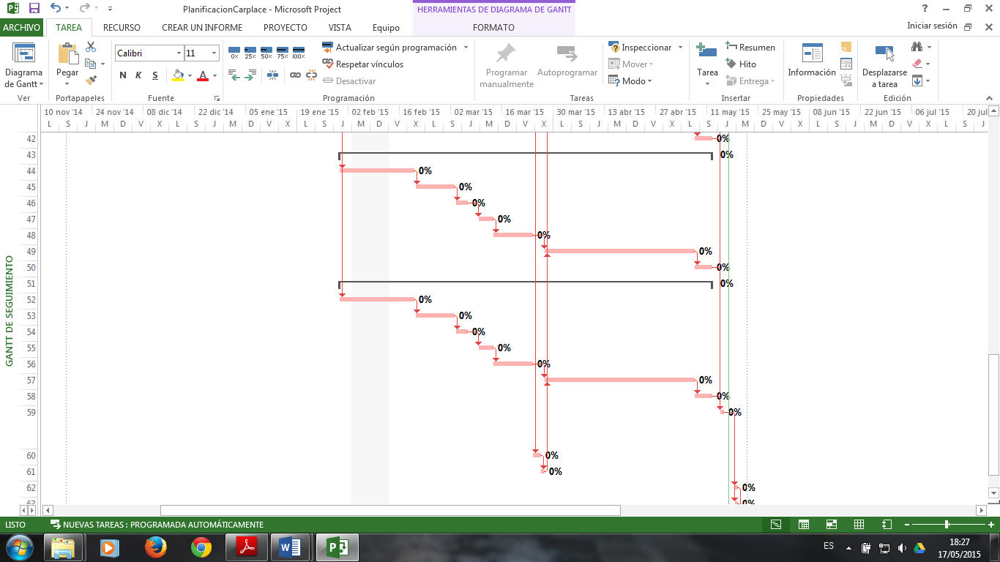 PlanificacionCarplace - Microsoft Project
HERRAMIENTAS DE DIAGRAMA DE GANTT
ARCHIVO TAREA RECURSO CREAR UN INFORME PROYECTO VISTA Equipo FORMATO Iniciar sesión
Diagrama de Gantt
Ver
Pegar
Portapapeles
Calibri 11
N K S A
Fuente
0% 25% 50% 75% 100%
Actualizar según programación
Respetar vínculos
Desactivar
Programación
Programar manualmente
Autoprogramar
Inspeccionar
Mover
Modo
Tareas
Tarea
Resumen
Hito
Entrega
Insertar
Información
Propiedades
Desplazarse a tarea
Edición
10 nov '14 24 nov '14 08 dic '14 22 dic '14 05 ene '15 19 ene '15 02 feb '15 16 feb '15 02 mar '15 16 mar '15 30 mar '15 13 abr '15 27 abr '15 11 may '15 25 may '15 08 jun '15 22 jun '15 06 jul '15 20 jul
L S J M D V X L S J M D V X L S J M D V X L S J M D V X L S J M D V X L S J M D V X L S J
GANTT DE SEGUIMIENTO
42 0%
43 0%
44 0%
45 0%
46 0%
47 0%
48 0%
49 0%
50 0%
51 0%
52 0%
53 0%
54 0%
55 0%
56 0%
57 0%
58 0%
59 0%
60 0%
61 0%
62 0%
63 0%
LISTO NUEVAS TAREAS : PROGRAMADA AUTOMÁTICAMENTE
ES
18:27
17/05/2015